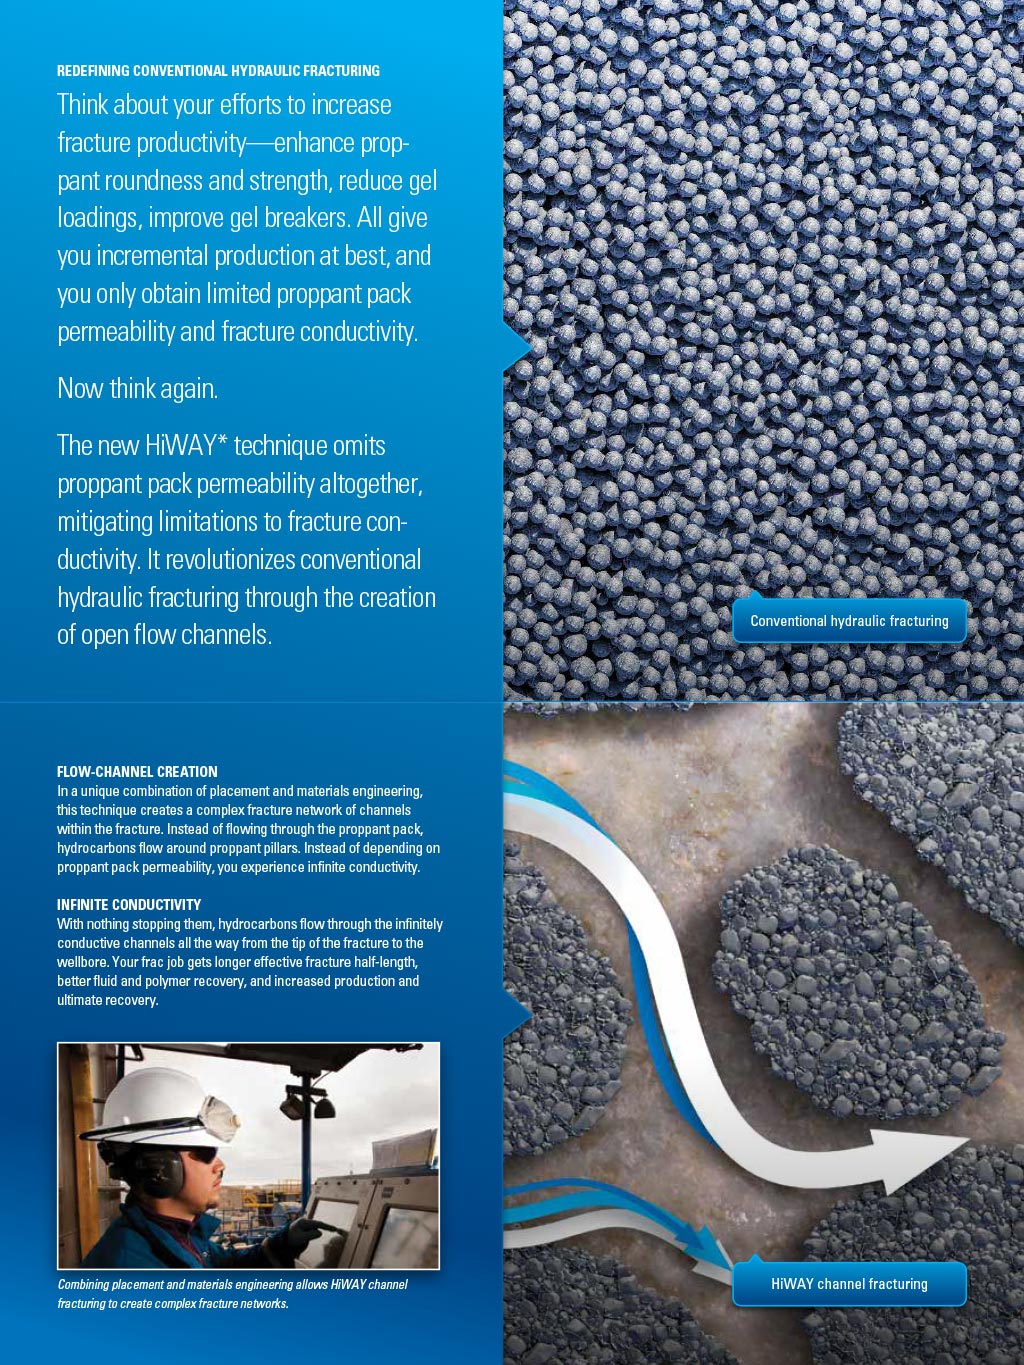 REDEFINING CONVENTIONAL HYDRAULIC FRACTURING
Think about your efforts to increase
fracture productivity—enhance prop-
pant roundness and strength, reduce gel
loadings, improve gel breakers. All give
you incremental production at best, and
you only obtain limited proppant pack
permeability and fracture conductivity.
Now think again.
The new HiWAY* technique omits
proppant pack permeability altogether,
mitigating limitations to fracture con-
ductivity. It revolutionizes conventional
hydraulic fracturing through the creation
of open flow channels.
Conventional hydraulic fracturing
FLOW-CHANNEL CREATION
In a unique combination of placement and materials engineering,
this technique creates a complex fracture network of channels
within the fracture. Instead of flowing through the proppant pack,
hydrocarbons flow around proppant pillars. Instead of depending on
proppant pack permeability, you experience infinite conductivity.
INFINITE CONDUCTIVITY
With nothing stopping them, hydrocarbons flow through the infinitely
conductive channels all the way from the tip of the fracture to the
wellbore. Your frac job gets longer effective fracture half-length,
better fluid and polymer recovery, and increased production and
ultimate recovery.
Combining placement and materials engineering allows HiWAY channel
fracturing to create complex fracture networks.
HiWAY channel fracturing